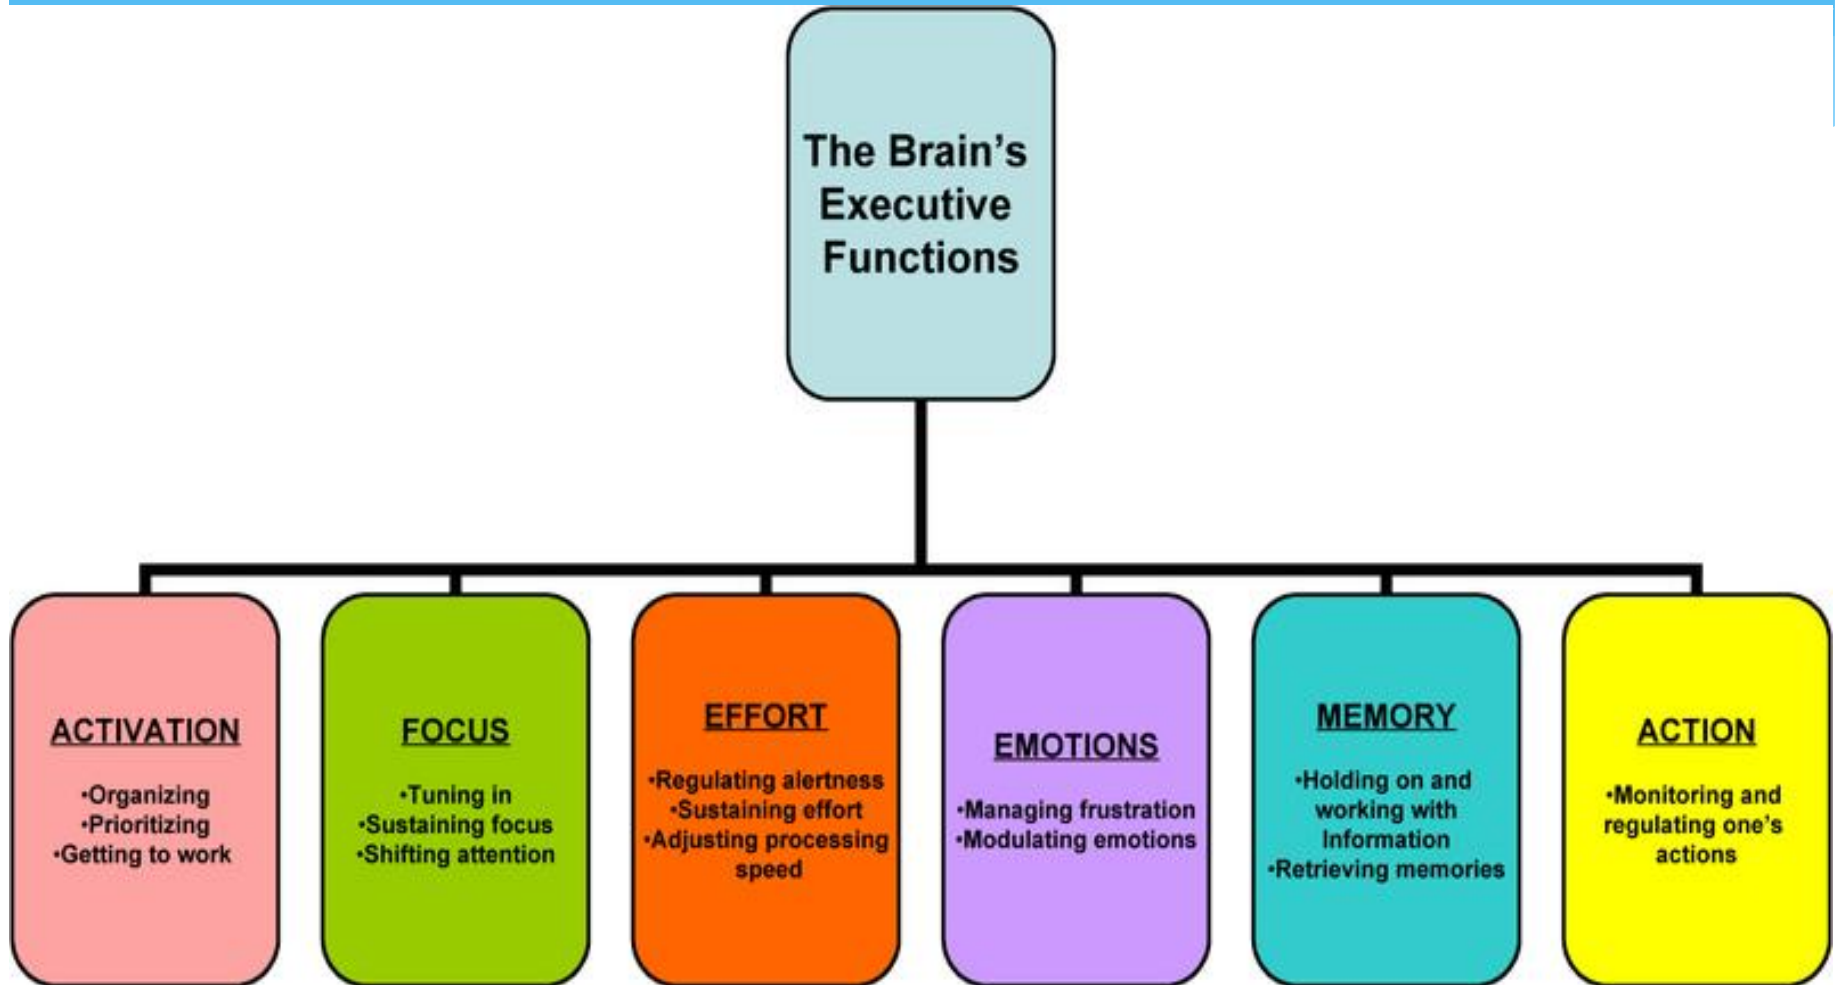 The Brain’s
Executive
Functions
ACTIVATION
•Organizing
•Prioritizing
•Getting to work
FOCUS
•Tuning in
•Sustaining focus
•Shifting attention
EFFORT
•Regulating alertness
•Sustaining effort
•Adjusting processing
speed
EMOTIONS
•Managing frustration
•Modulating emotions
MEMORY
•Holding on and
working with
Information
•Retrieving memories
ACTION
•Monitoring and
regulating one’s
actions